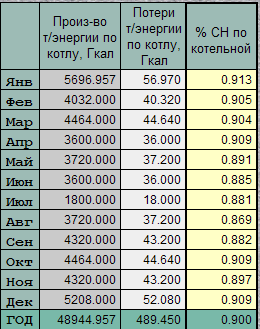 Произ-во т/энергии по котлу, Гкал | Потери т/энергии по котлу, Гкал | % СН по котельной
Янв 5696.957 56.970 0.913
Фев 4032.000 40.320 0.905
Мар 4464.000 44.640 0.904
Апр 3600.000 36.000 0.909
Май 3720.000 37.200 0.891
Июн 3600.000 36.000 0.885
Июл 1800.000 18.000 0.881
Авг 3720.000 37.200 0.869
Сен 4320.000 43.200 0.882
Окт 4464.000 44.640 0.909
Ноя 4320.000 43.200 0.897
Дек 5208.000 52.080 0.909
ГОД 48944.957 489.450 0.900